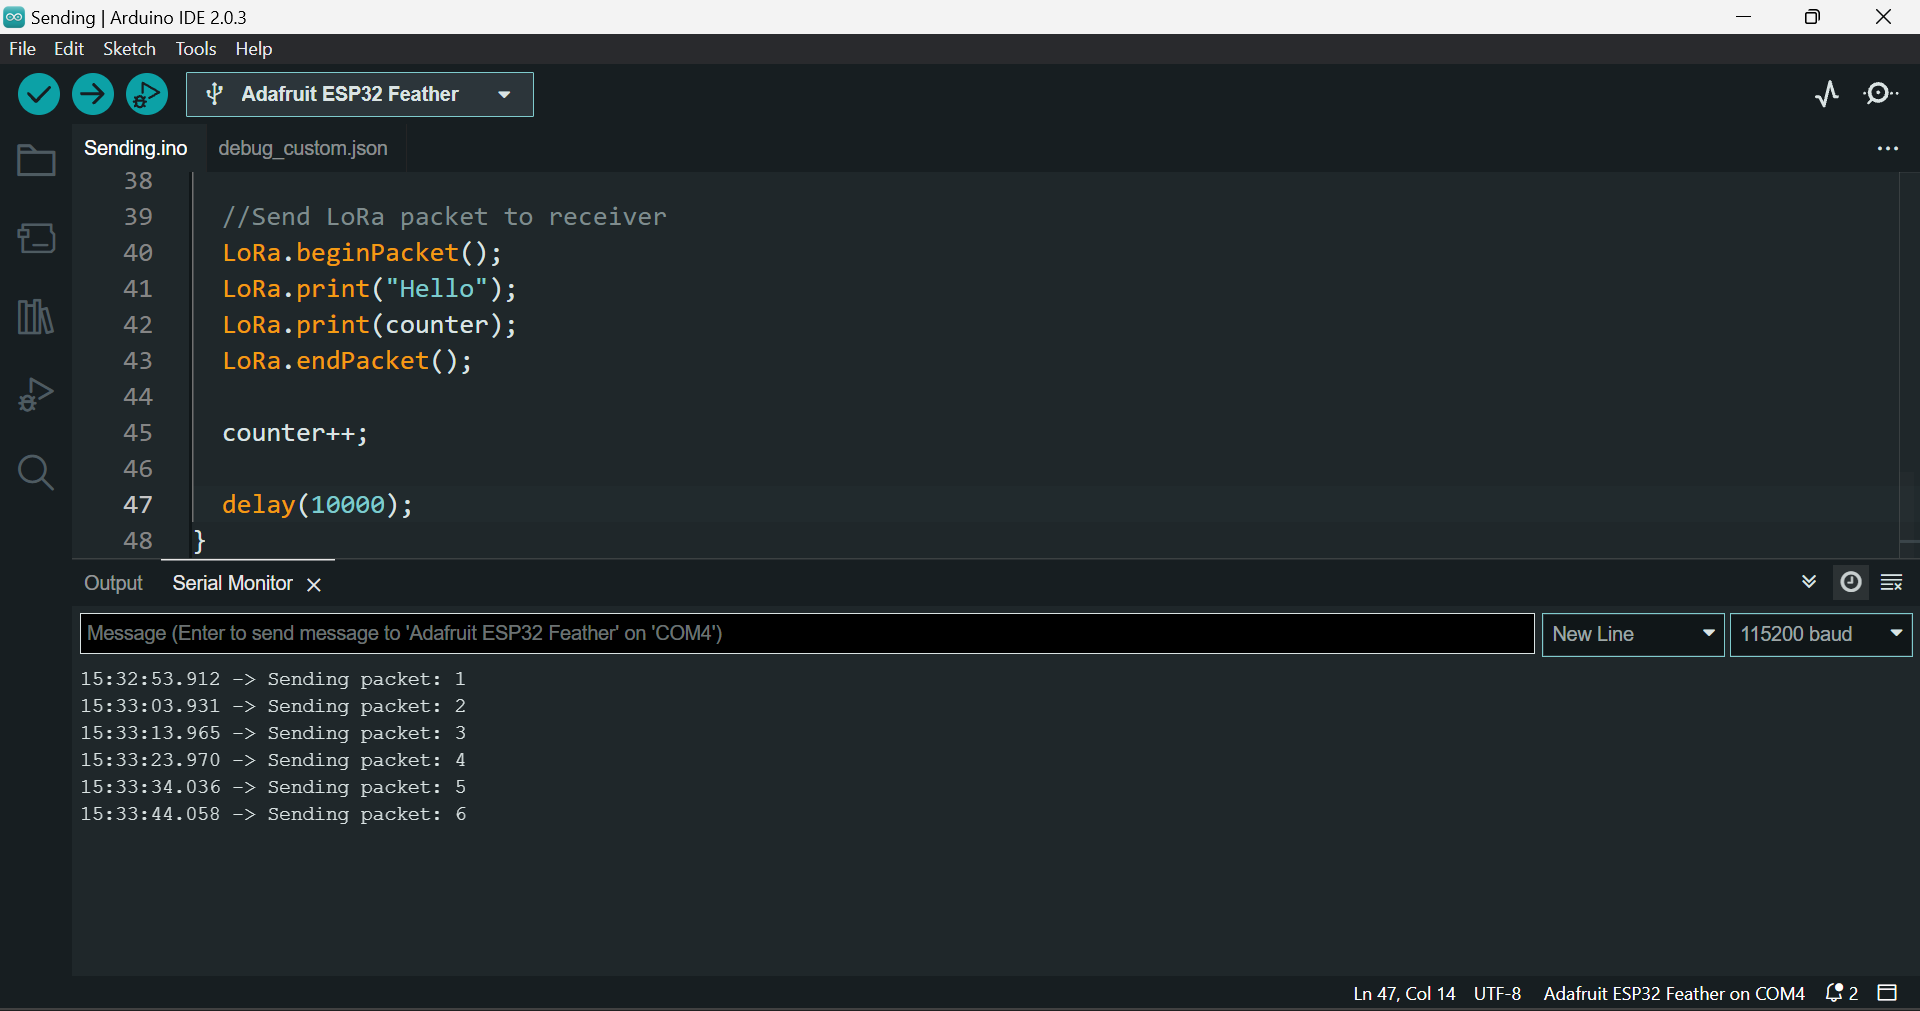 Sending | Arduino IDE 2.0.3
File Edit Sketch Tools Help
Adafruit ESP32 Feather
Sending.ino debug_custom.json
38
39 //Send LoRa packet to receiver
40 LoRa.beginPacket();
41 LoRa.print("Hello");
42 LoRa.print(counter);
43 LoRa.endPacket();
44
45 counter++;
46
47 delay(10000);
48 }
Output Serial Monitor
Message (Enter to send message to 'Adafruit ESP32 Feather' on 'COM4') New Line 115200 baud
15:32:53.912 -> Sending packet: 1
15:33:03.931 -> Sending packet: 2
15:33:13.965 -> Sending packet: 3
15:33:23.970 -> Sending packet: 4
15:33:34.036 -> Sending packet: 5
15:33:44.058 -> Sending packet: 6
Ln 47, Col 14 UTF-8 Adafruit ESP32 Feather on COM4 2